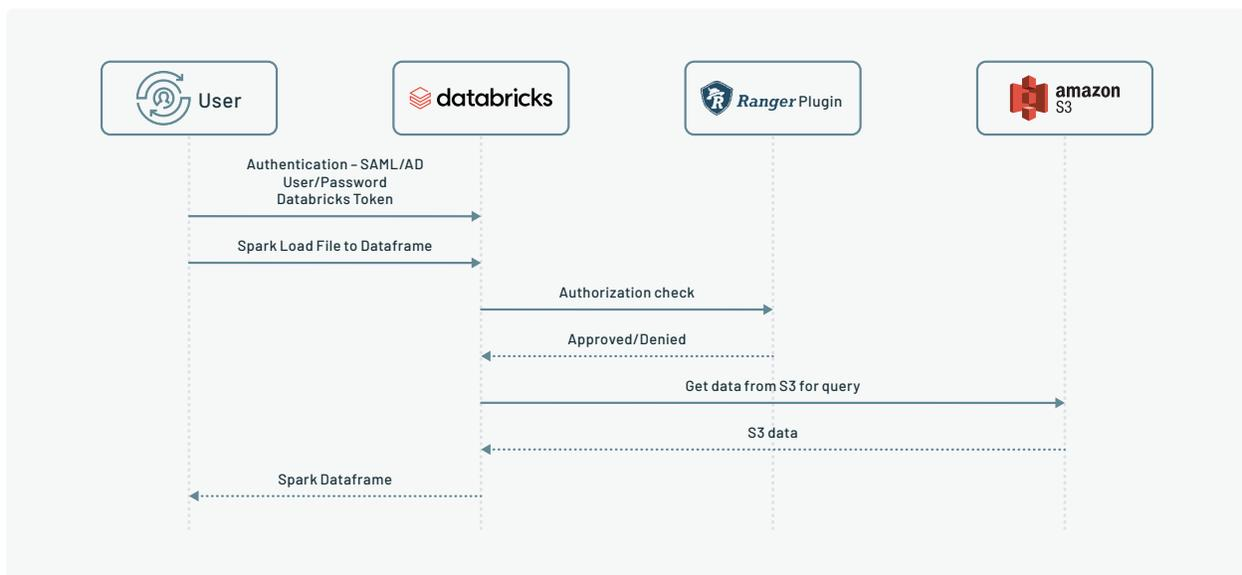 User
databricks
Ranger Plugin
amazon
S3
Authentication – SAML/AD
User/Password
Databricks Token
Spark Load File to Dataframe
Authorization check
Approved/Denied
Get data from S3 for query
S3 data
Spark Dataframe